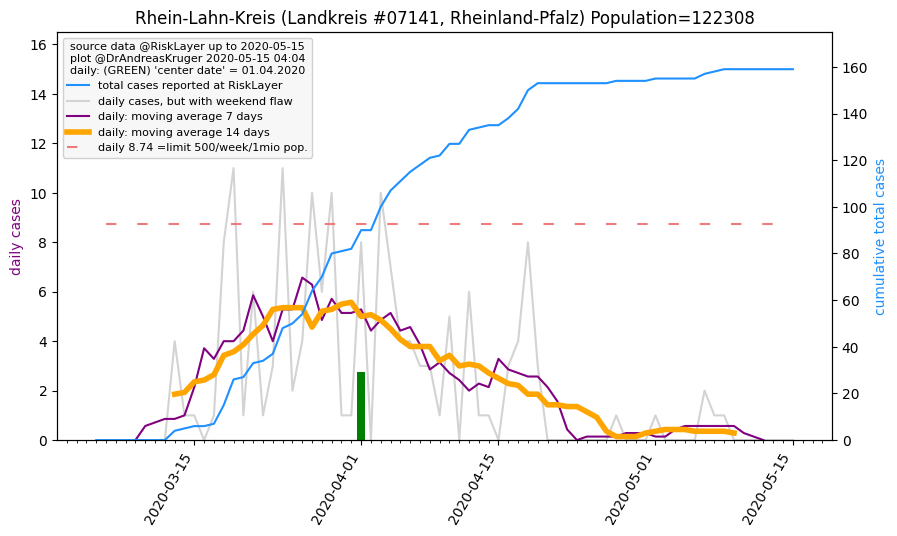 Rhein-Lahn-Kreis (Landkreis #07141, Rheinland-Pfalz) Population=122308
source data @RiskLayer up to 2020-05-15
plot @DrAndreasKruger 2020-05-15 04:04
daily: (GREEN) 'center date' = 01.04.2020
total cases reported at RiskLayer
daily cases, but with weekend flaw
daily: moving average 7 days
daily: moving average 14 days
daily 8.74 =limit 500/week/1mio pop.
daily cases
16
14
12
10
8
6
4
2
0
cumulative total cases
160
140
120
100
80
60
40
20
0
2020-03-15
2020-04-01
2020-04-15
2020-05-01
2020-05-15